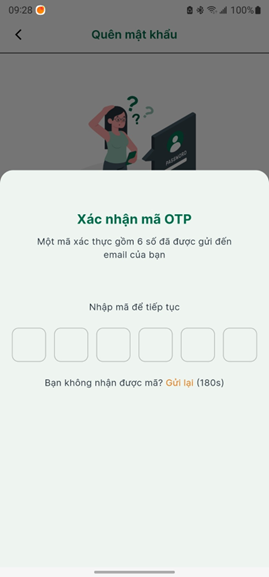 09:28 100%
Quên mật khẩu
? ? ?
PASSWORD
Xác nhận mã OTP
Một mã xác thực gồm 6 số đã được gửi đến
email của bạn
Nhập mã để tiếp tục
Bạn không nhận được mã? Gửi lại (180s)